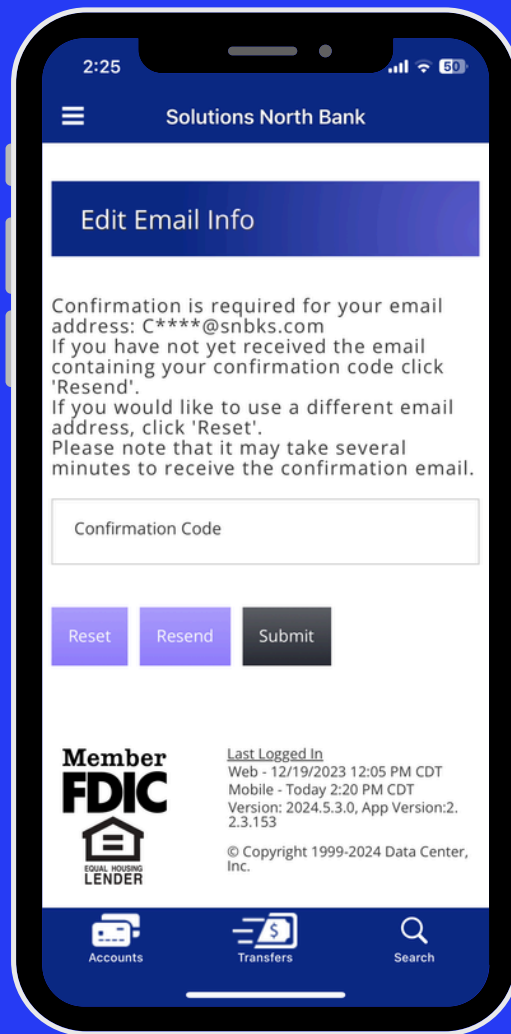 2:25
50
Solutions North Bank
Edit Email Info
Confirmation is required for your email
address: C****@snbks.com
If you have not yet received the email
containing your confirmation code click
'Resend'.
If you would like to use a different email
address, click 'Reset'.
Please note that it may take several
minutes to receive the confirmation email.
Confirmation Code
Reset Resend Submit
Member
FDIC
EQUAL HOUSING
LENDER
Last Logged In
Web - 12/19/2023 12:05 PM CDT
Mobile - Today 2:20 PM CDT
Version: 2024.5.3.0, App Version:2.
2.3.153
© Copyright 1999-2024 Data Center,
Inc.
$
Accounts Transfers Search